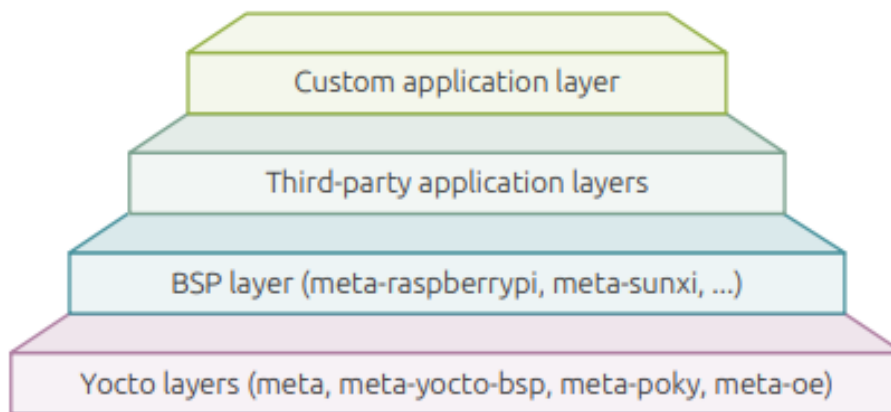 Custom application layer
Third-party application layers
BSP layer (meta-raspberrypi, meta-sunxi, ...)
Yocto layers (meta, meta-yocto-bsp, meta-poky, meta-oe)